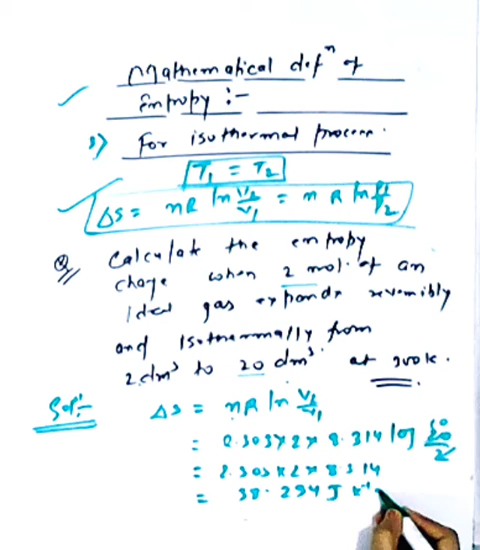 Mathematical defⁿ of
Entropy :-
1) For isothermal process.
T₁ = T₂
ΔS = nR ln V₂/V₁ = n R ln P₁/P₂
Q Calculate the entropy
change when 2 mol. of an
Ideal gas expands reversibly
and Isothermally from
2 dm³ to 20 dm³ at 300 K.
Solⁿ:- ΔS = nR ln V₂/V₁
= 2.303×2×8.314 log 20/2
= 2.303×2×8.314
= 38.294 J K⁻¹